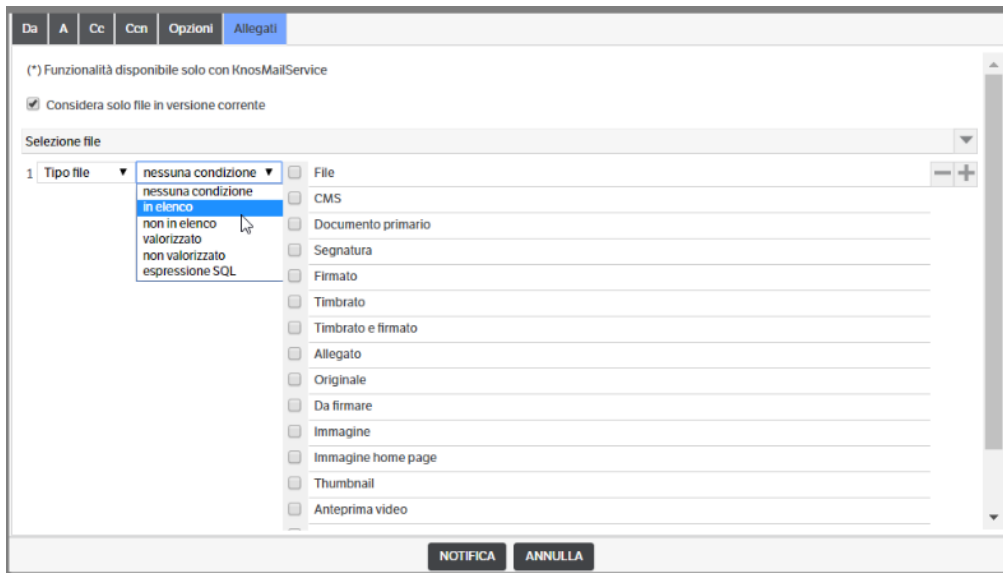 Da A Cc Ccn Opzioni Allegati
(*) Funzionalità disponibile solo con KnosMailService
Considera solo file in versione corrente
Selezione file
1 Tipo file nessuna condizione File
nessuna condizione
in elenco
non in elenco
valorizzato
non valorizzato
espressione SQL
CMS
Documento primario
Segnatura
Firmato
Timbrato
Timbrato e firmato
Allegato
Originale
Da firmare
Immagine
Immagine home page
Thumbnail
Anteprima video
NOTIFICA ANNULLA